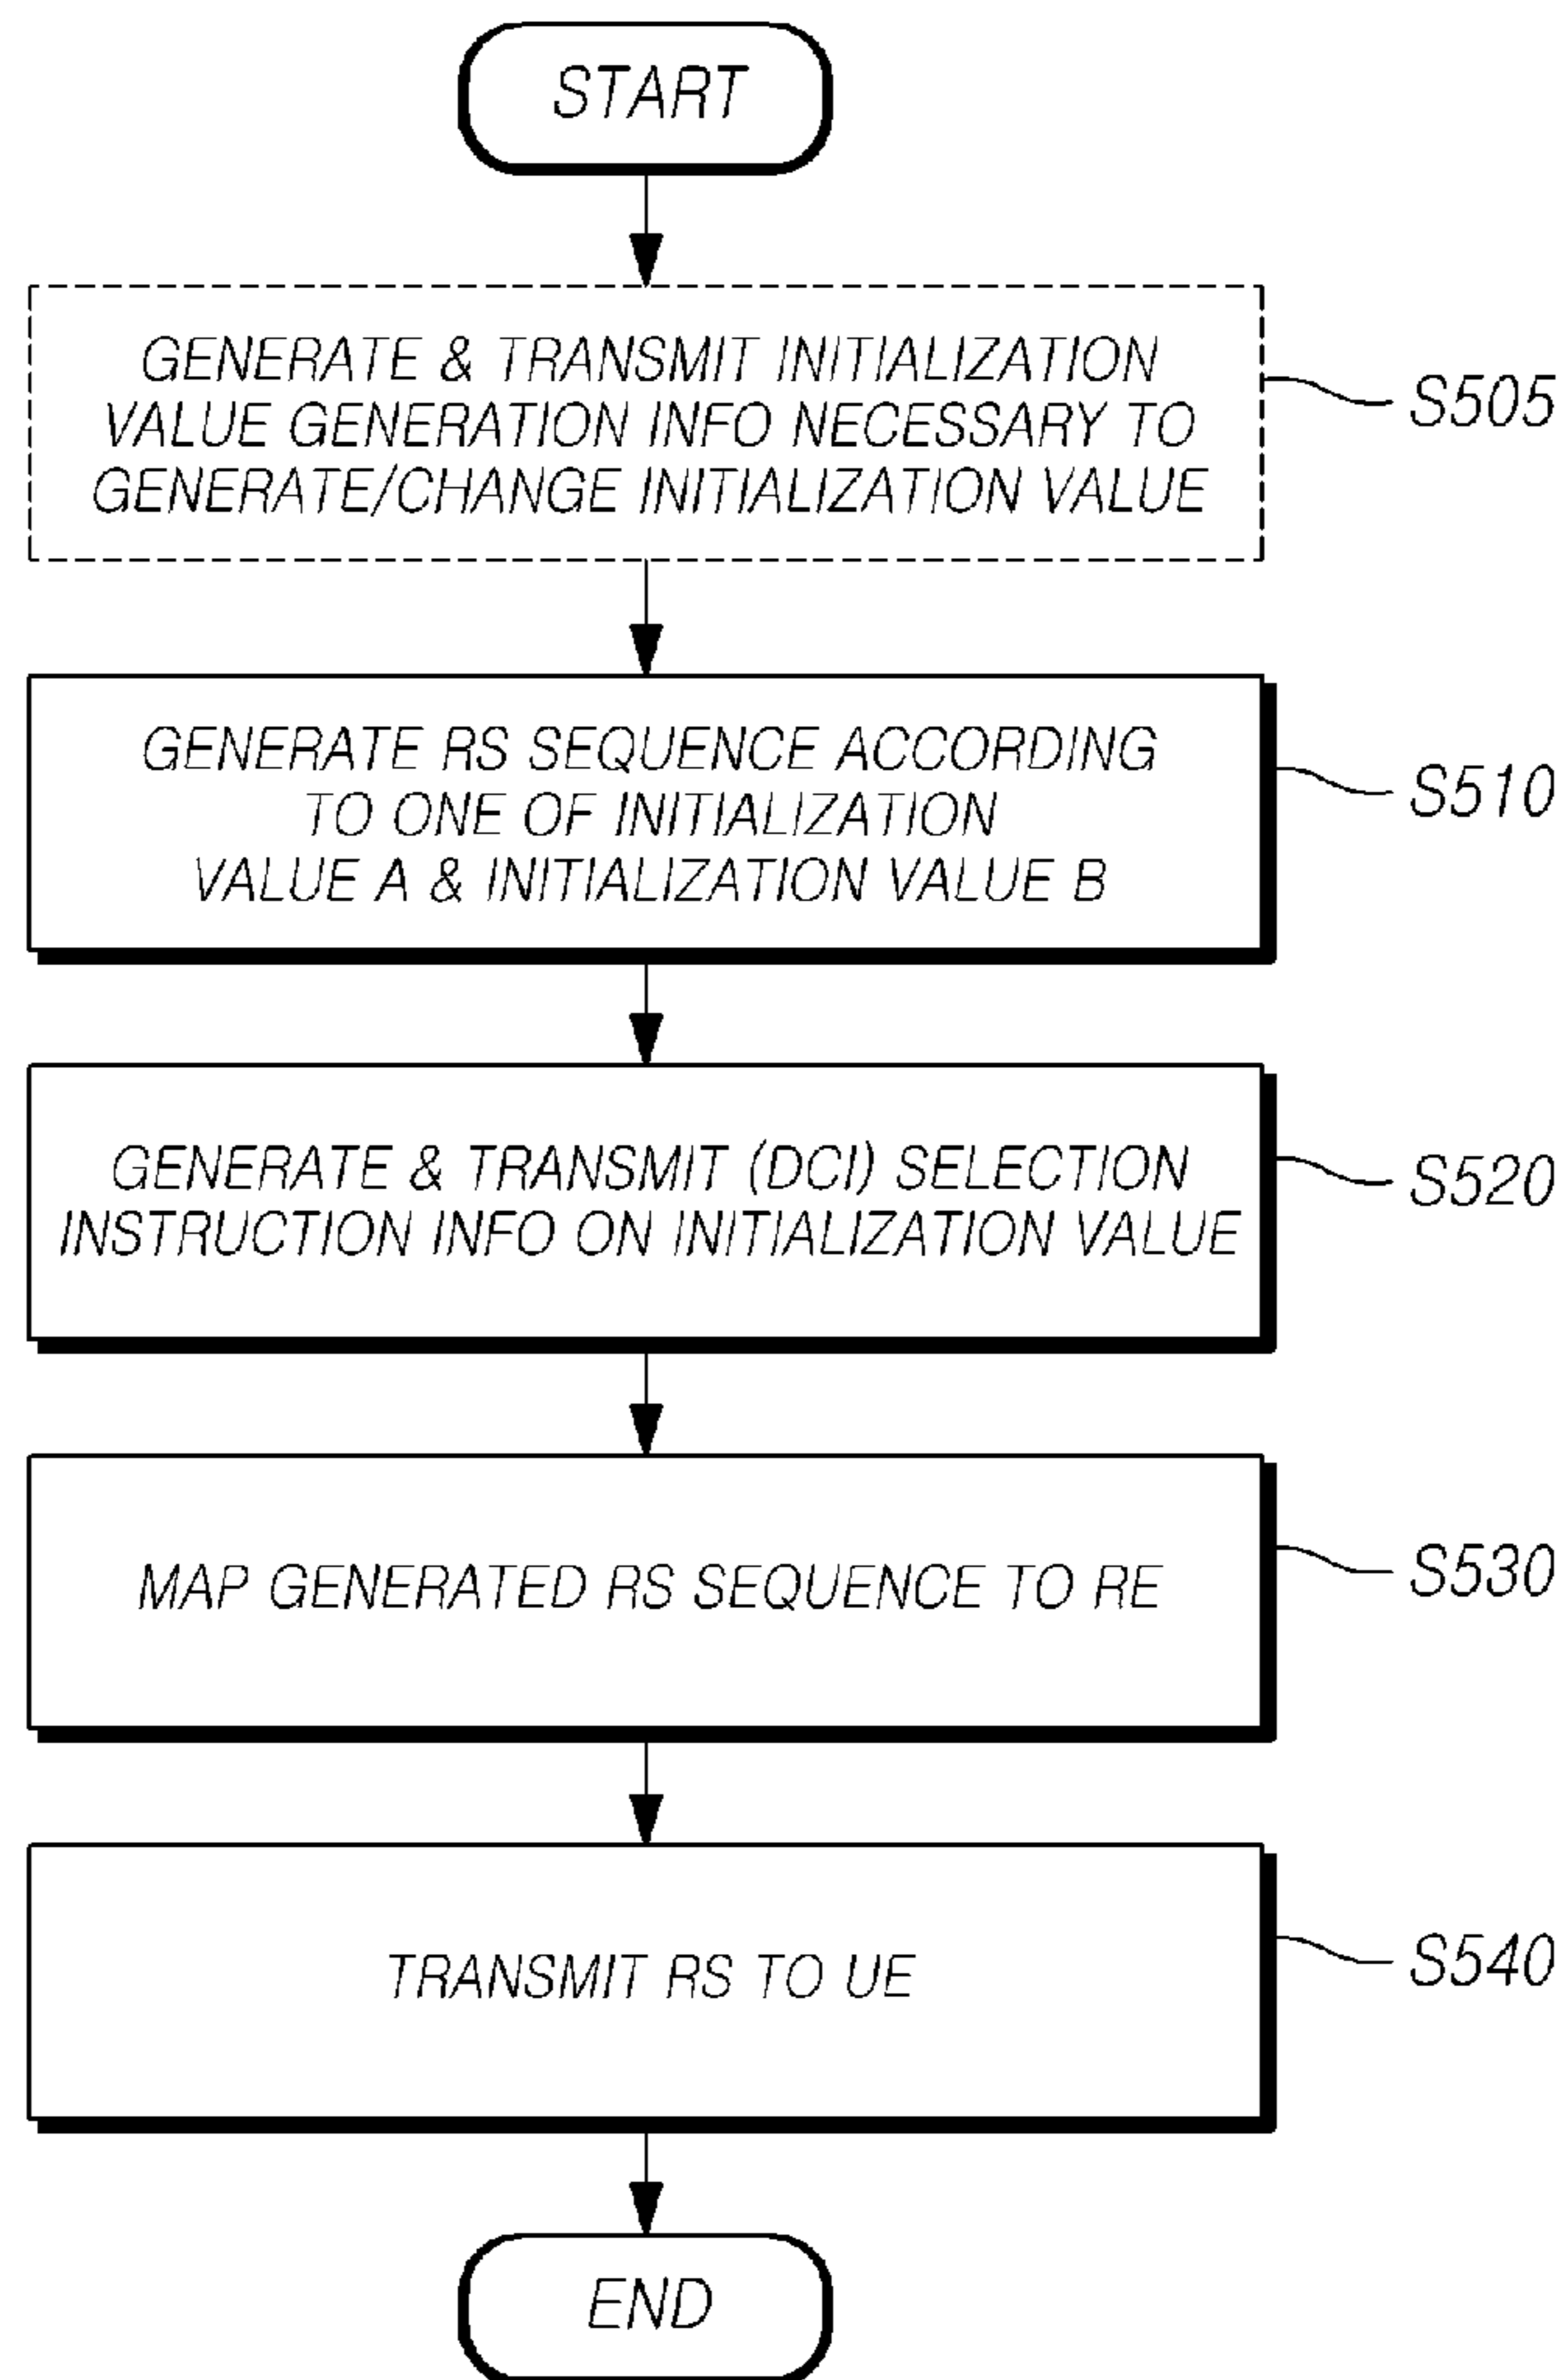 START
GENERATE & TRANSMIT INITIALIZATION
VALUE GENERATION INFO NECESSARY TO
GENERATE/CHANGE INITIALIZATION VALUE
S505
GENERATE RS SEQUENCE ACCORDING
TO ONE OF INITIALIZATION
VALUE A & INITIALIZATION VALUE B
S510
GENERATE & TRANSMIT (DCI) SELECTION
INSTRUCTION INFO ON INITIALIZATION VALUE
S520
MAP GENERATED RS SEQUENCE TO RE
S530
TRANSMIT RS TO UE
S540
END